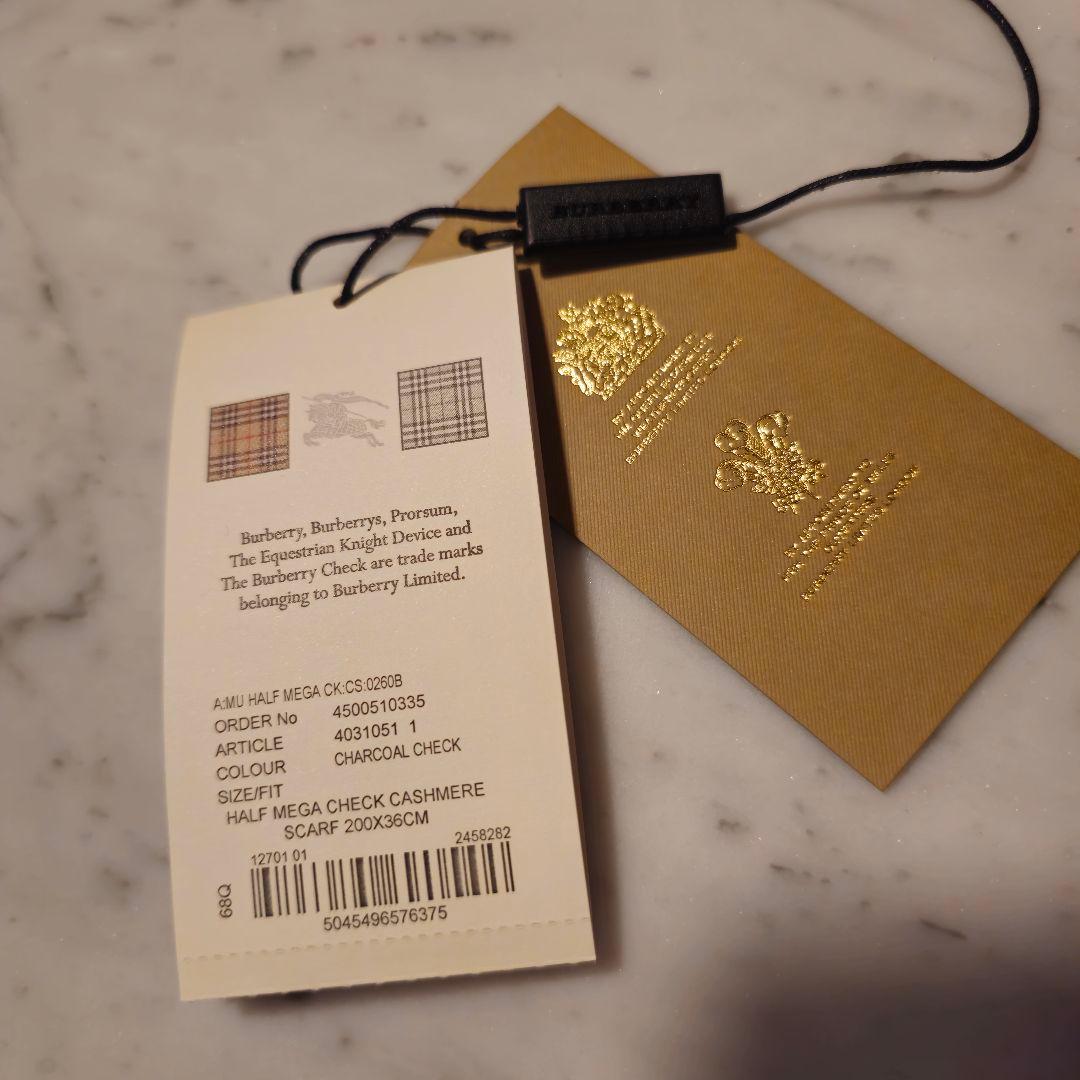 BURBERRY
Burberry, Burberrys, Prorsum,
The Equestrian Knight Device and
The Burberry Check are trade marks
belonging to Burberry Limited.
A:MU HALF MEGA CK:CS:0260B
ORDER No 4500510335
ARTICLE 4031051 1
COLOUR CHARCOAL CHECK
SIZE/FIT
HALF MEGA CHECK CASHMERE
SCARF 200X36CM
12701 01 2458282
68Q
5045496576375